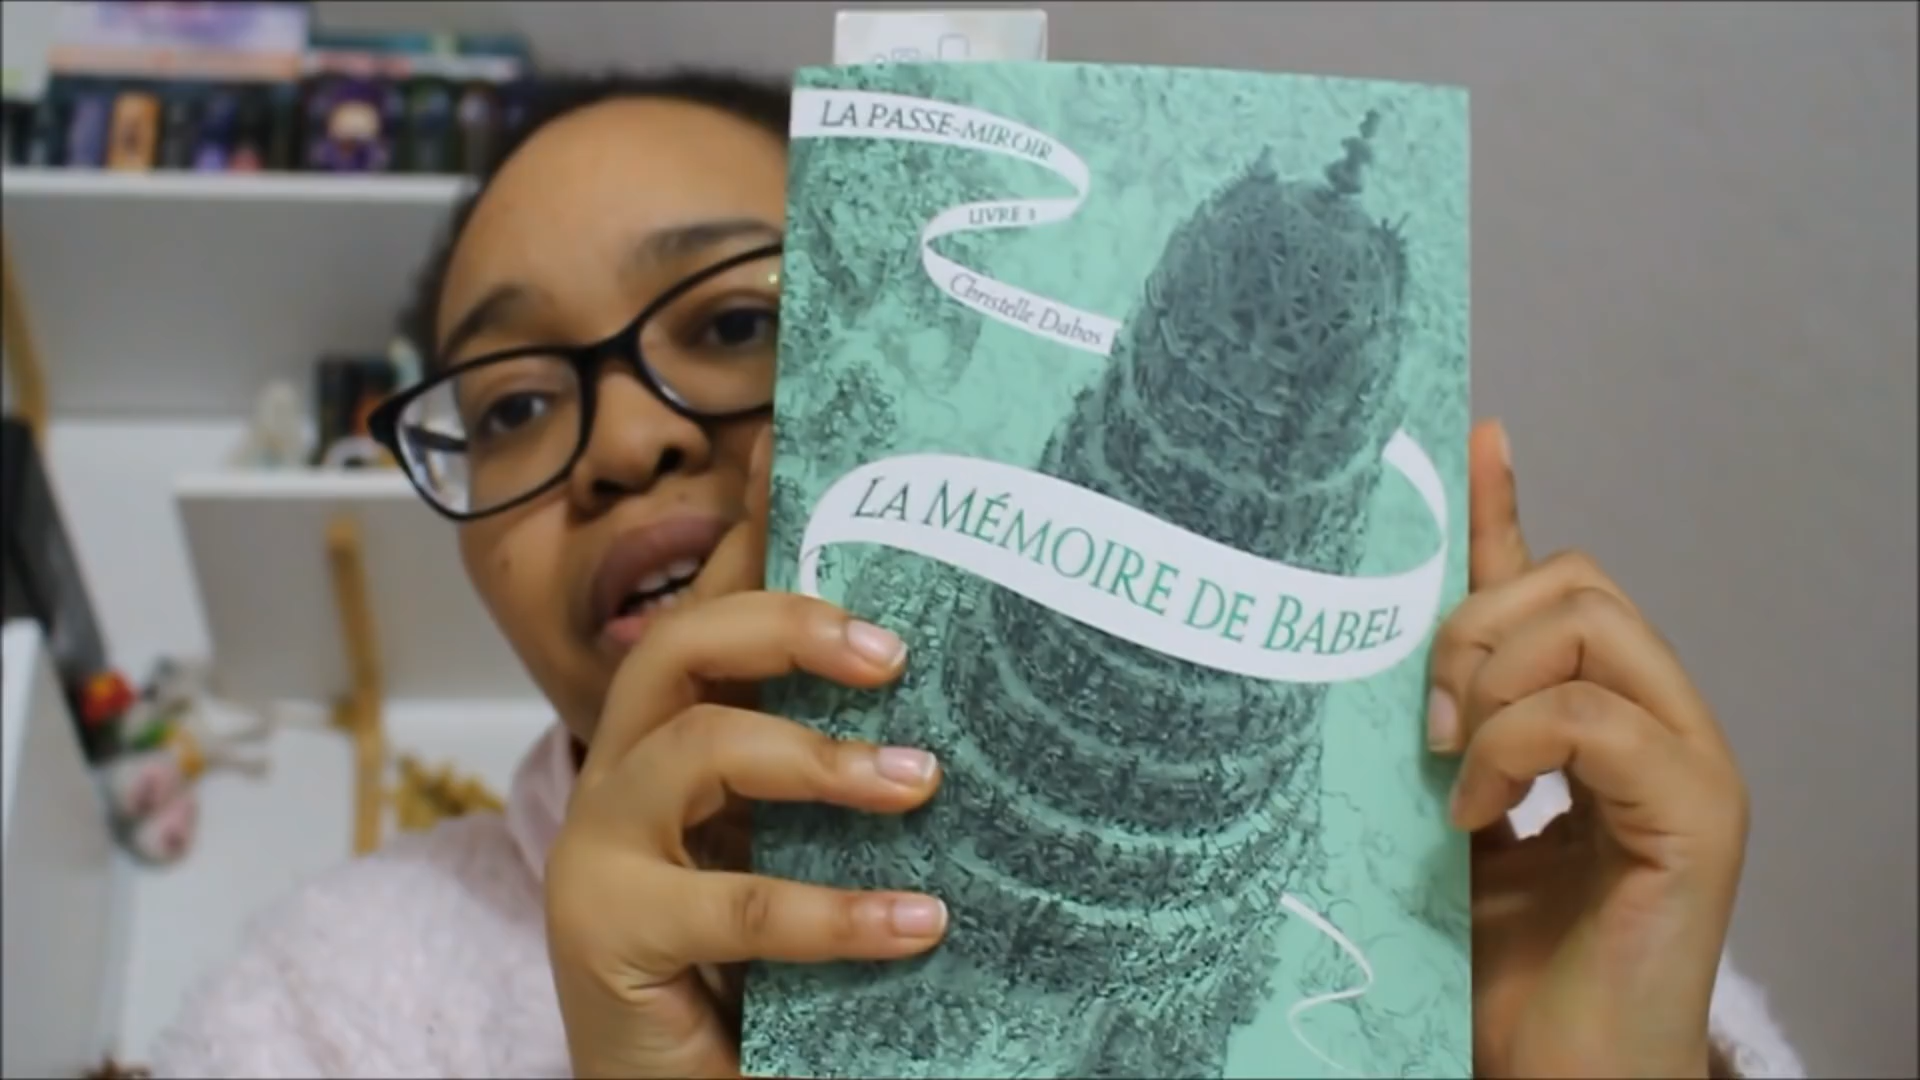 LA PASSE-MIROIR
LIVRE 3
Christelle Dabos
LA MÉMOIRE DE BABEL